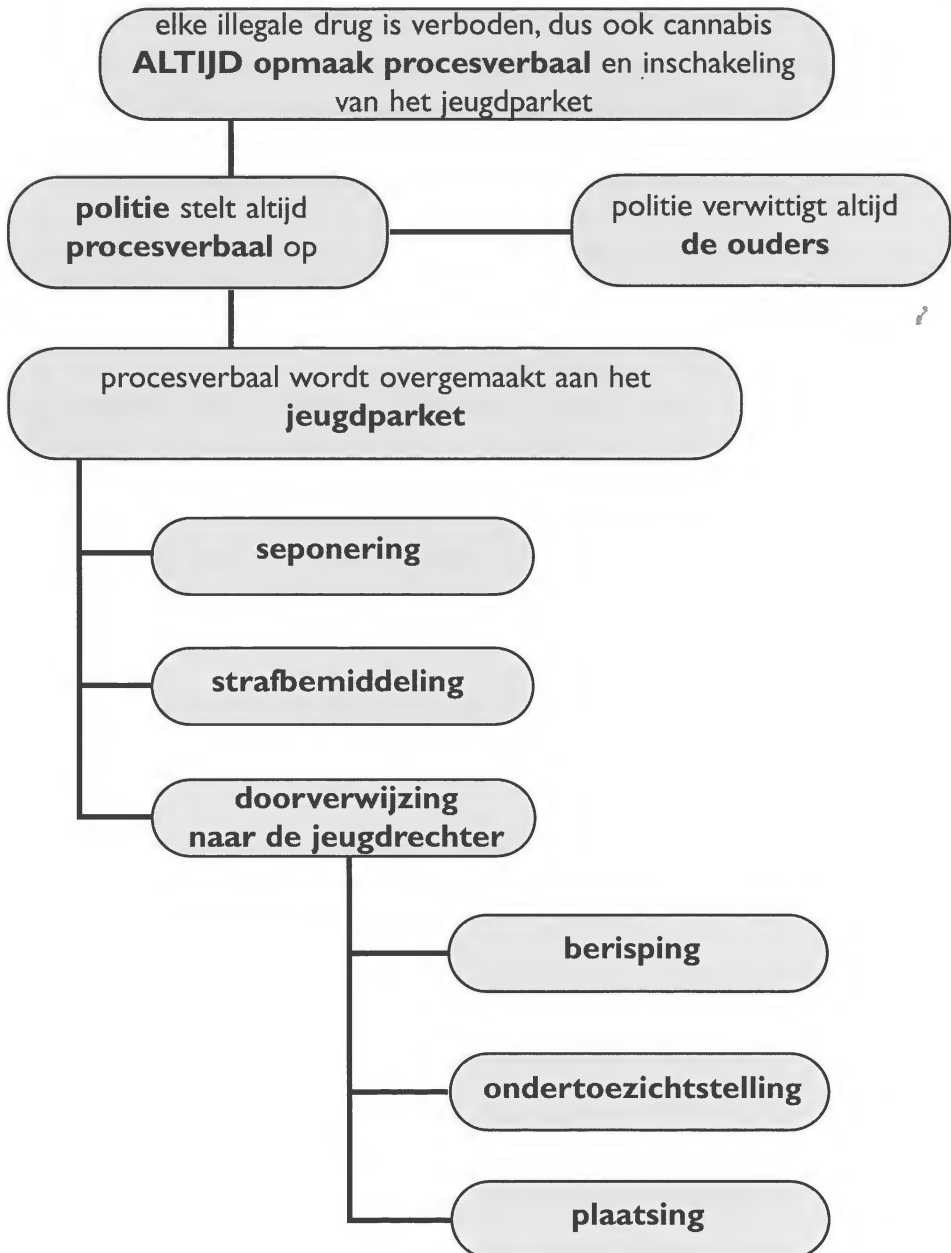 elke illegale drug is verboden, dus ook cannabis
ALTIJD opmaak procesverbaal en inschakeling
van het jeugdparket
politie stelt altijd
procesverbaal op
politie verwittigt altijd
de ouders
procesverbaal wordt overgemaakt aan het
jeugdparket
seponering
strafbemiddeling
doorverwijzing
naar de jeugdrechter
berisping
ondertoezichtstelling
plaatsing